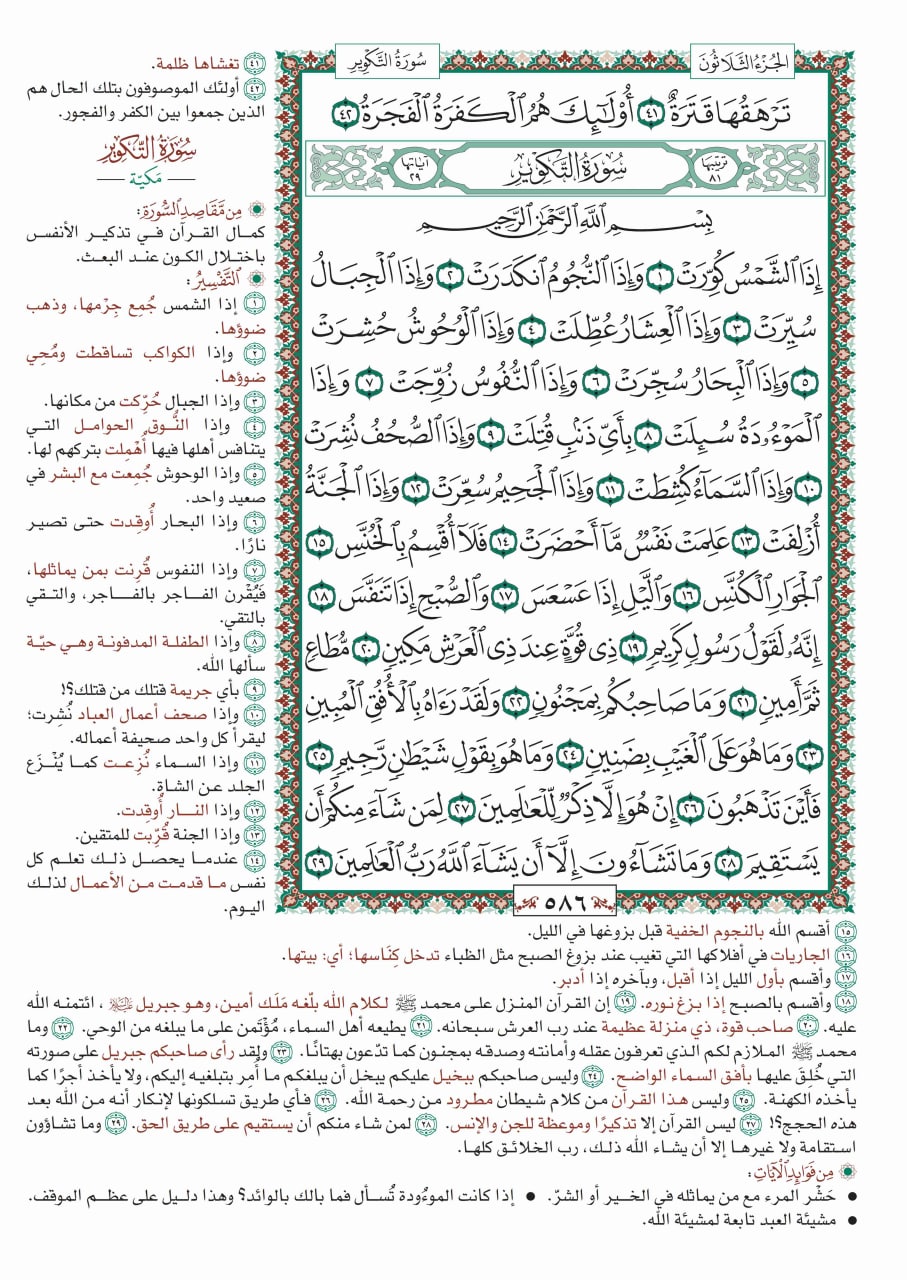 الجُزْءُ الثَّلَاثُونَ
سُورَةُ التَّكْوِيرِ
تَرْهَقُهَا قَتَرَةٌ ٤١ أُوْلَٰٓئِكَ هُمُ ٱلْكَفَرَةُ ٱلْفَجَرَةُ ٤٢
ترتيبها ٨١
سُورَةُ التَّكْوِيرِ
آياتها ٢٩
بِسْمِ ٱللَّهِ ٱلرَّحْمَٰنِ ٱلرَّحِيمِ
إِذَا ٱلشَّمْسُ كُوِّرَتْ ١ وَإِذَا ٱلنُّجُومُ ٱنكَدَرَتْ ٢ وَإِذَا ٱلْجِبَالُ
سُيِّرَتْ ٣ وَإِذَا ٱلْعِشَارُ عُطِّلَتْ ٤ وَإِذَا ٱلْوُحُوشُ حُشِرَتْ
٥ وَإِذَا ٱلْبِحَارُ سُجِّرَتْ ٦ وَإِذَا ٱلنُّفُوسُ زُوِّجَتْ ٧ وَإِذَا
ٱلْمَوْءُۥدَةُ سُئِلَتْ ٨ بِأَيِّ ذَنۢبٍ قُتِلَتْ ٩ وَإِذَا ٱلصُّحُفُ نُشِرَتْ
١٠ وَإِذَا ٱلسَّمَآءُ كُشِطَتْ ١١ وَإِذَا ٱلْجَحِيمُ سُعِّرَتْ ١٢ وَإِذَا ٱلْجَنَّةُ
أُزْلِفَتْ ١٣ عَلِمَتْ نَفْسٌ مَّآ أَحْضَرَتْ ١٤ فَلَآ أُقْسِمُ بِٱلْخُنَّسِ ١٥
ٱلْجَوَارِ ٱلْكُنَّسِ ١٦ وَٱلَّيْلِ إِذَا عَسْعَسَ ١٧ وَٱلصُّبْحِ إِذَا تَنَفَّسَ ١٨
إِنَّهُۥ لَقَوْلُ رَسُولٍ كَرِيمٍ ١٩ ذِى قُوَّةٍ عِندَ ذِى ٱلْعَرْشِ مَكِينٍ ٢٠ مُّطَاعٍ
ثَمَّ أَمِينٍ ٢١ وَمَا صَاحِبُكُم بِمَجْنُونٍ ٢٢ وَلَقَدْ رَءَاهُ بِٱلْأُفُقِ ٱلْمُبِينِ
٢٣ وَمَا هُوَ عَلَى ٱلْغَيْبِ بِضَنِينٍ ٢٤ وَمَا هُوَ بِقَوْلِ شَيْطَٰنٍ رَّجِيمٍ ٢٥
فَأَيْنَ تَذْهَبُونَ ٢٦ إِنْ هُوَ إِلَّا ذِكْرٌ لِّلْعَٰلَمِينَ ٢٧ لِمَن شَآءَ مِنكُمْ أَن
يَسْتَقِيمَ ٢٨ وَمَا تَشَآءُونَ إِلَّآ أَن يَشَآءَ ٱللَّهُ رَبُّ ٱلْعَٰلَمِينَ ٢٩
٥٨٦
٤١ تغشاها ظلمة.
٤٢ أولئك الموصوفون بتلك الحال هم
الذين جمعوا بين الكفر والفجور.
سُورَةُ التَّكْوِيرِ
مَكيّة
مِن مَّقَاصِدِ السُّورَةِ:
كمال القرآن في تذكير الأنفس
باختلال الكون عند البعث.
التَّفْسِيرُ:
١ إذا الشمس جُمِع جِرْمها، وذهب
ضوؤها.
٢ وإذا الكواكب تساقطت ومُحِي
ضوؤها.
٣ وإذا الجبال حُرِّكت من مكانها.
٤ وإذا النُّوق الحوامل التي
يتنافس أهلها فيها أُهْمِلت بتركهم لها.
٥ وإذا الوحوش جُمِعت مع البشر في
صعيد واحد.
٦ وإذا البحار أُوقِدت حتى تصير
نارًا.
٧ وإذا النفوس قُرِنت بمن يماثلها،
فَيُقْرن الفاجر بالفاجر، والتقي
بالتقي.
٨ وإذا الطفلة المدفونة وهي حيّة
سألها الله.
٩ بأي جريمة قتلك من قتلك؟!
١٠ وإذا صحف أعمال العباد نُشِرت؛
ليقرأ كل واحد صحيفة أعماله.
١١ وإذا السماء نُزِعت كما يُنْزَع
الجلد عن الشاة.
١٢ وإذا النار أُوقِدت.
١٣ وإذا الجنة قُرِّبت للمتقين.
١٤ عندما يحصل ذلك تعلم كل
نفس ما قدمت من الأعمال لذلك
اليوم.
١٥ أقسم الله بالنجوم الخفية قبل بزوغها في الليل.
١٦ الجاريات في أفلاكها التي تغيب عند بزوغ الصبح مثل الظباء تدخل كِنَاسها؛ أي: بيتها.
١٧ وأقسم بأول الليل إذا أقبل، وبآخره إذا أدبر.
١٨ وأقسم بالصبح إذا بزغ نوره. ١٩ إن القرآن المنزل على محمد ﷺ لكلام الله بلّغه مَلَك أمين، وهو جبريل عليه السلام، ائتمنه الله
عليه. ٢٠ صاحب قوة، ذي منزلة عظيمة عند رب العرش سبحانه. ٢١ يطيعه أهل السماء، مُؤْتَمن على ما يبلغه من الوحي. ٢٢ وما
محمد ﷺ الملازم لكم الذي تعرفون عقله وأمانته وصدقه بمجنون كما تدّعون بهتانًا. ٢٣ ولقد رأى صاحبكم جبريل على صورته
التي خُلِقَ عليها بأفق السماء الواضح. ٢٤ وليس صاحبكم ببخيل عليكم يبخل أن يبلغكم ما أُمِر بتبلغيه إليكم، ولا يأخذ أجرًا كما
يأخذه الكهنة. ٢٥ وليس هذا القرآن من كلام شيطان مطرود من رحمة الله. ٢٦ فأي طريق تسلكونها لإنكار أنه من الله بعد
هذه الحجج؟! ٢٧ ليس القرآن إلا تذكيرًا وموعظة للجن والإنس. ٢٨ لمن شاء منكم أن يستقيم على طريق الحق. ٢٩ وما تشاؤون
استقامة ولا غيرها إلا أن يشاء الله ذلك، رب الخلائق كلها.
مِن فَوَائِدِ الْآيَاتِ:
• حَشْر المرء مع من يماثله في الخير أو الشرّ. • إذا كانت الموءُودة تُسأل فما بالك بالوائد؟ وهذا دليل على عظم الموقف.
• مشيئة العبد تابعة لمشيئة الله.